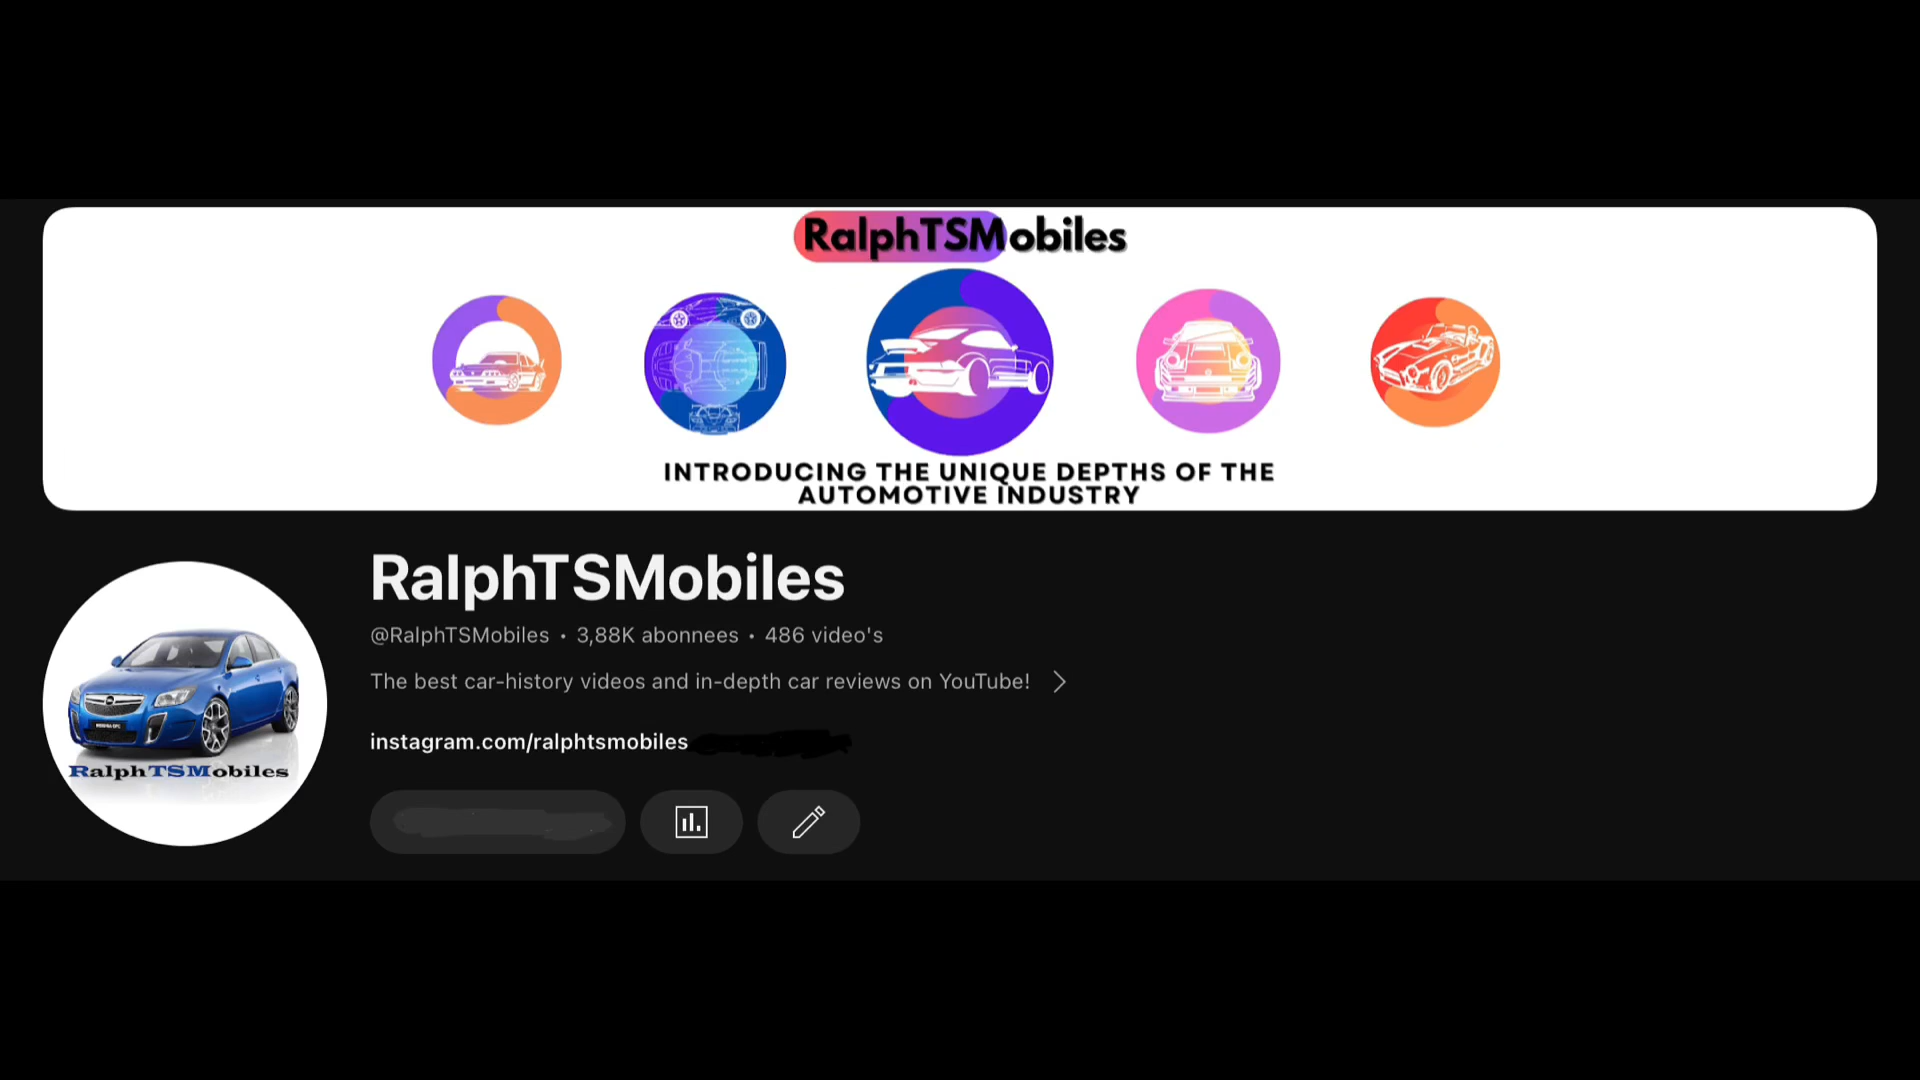 RalphTSMobiles
INTRODUCING THE UNIQUE DEPTHS OF THE
AUTOMOTIVE INDUSTRY
RalphTSMobiles
@RalphTSMobiles • 3,88K abonnees • 486 video's
The best car-history videos and in-depth car reviews on YouTube!
instagram.com/ralphtsmobiles
RalphTSMobiles